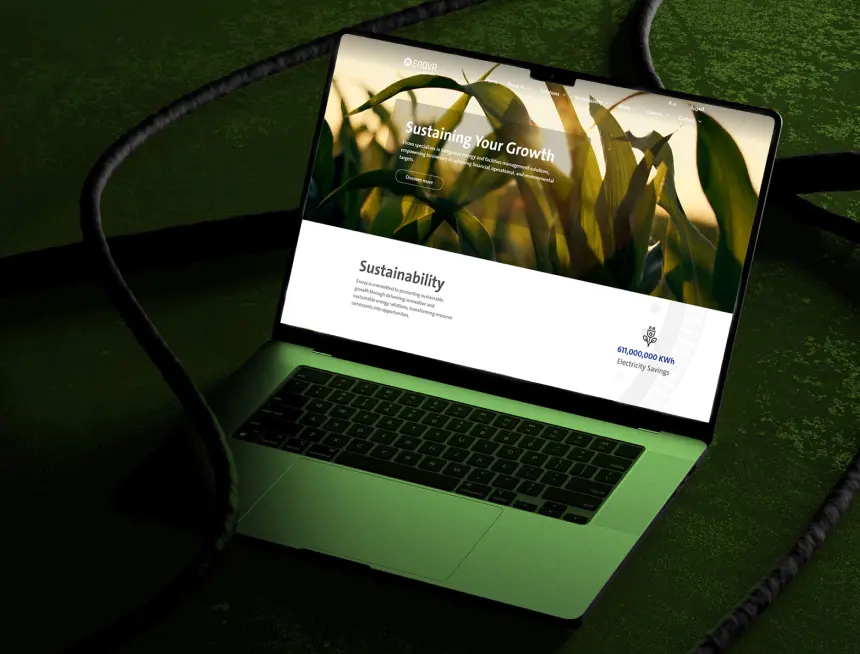 ENOVA
Sustaining Your Growth
Enova specializes in integrated energy and facilities management solutions,
empowering businesses in achieving financial, operational, and environmental
targets.
Discover more
Sustainability
Enova is committed to promoting sustainable
growth through delivering innovative and
sustainable energy solutions, transforming resource
constraints into opportunities.
611,000,000 KWh
Electricity Savings